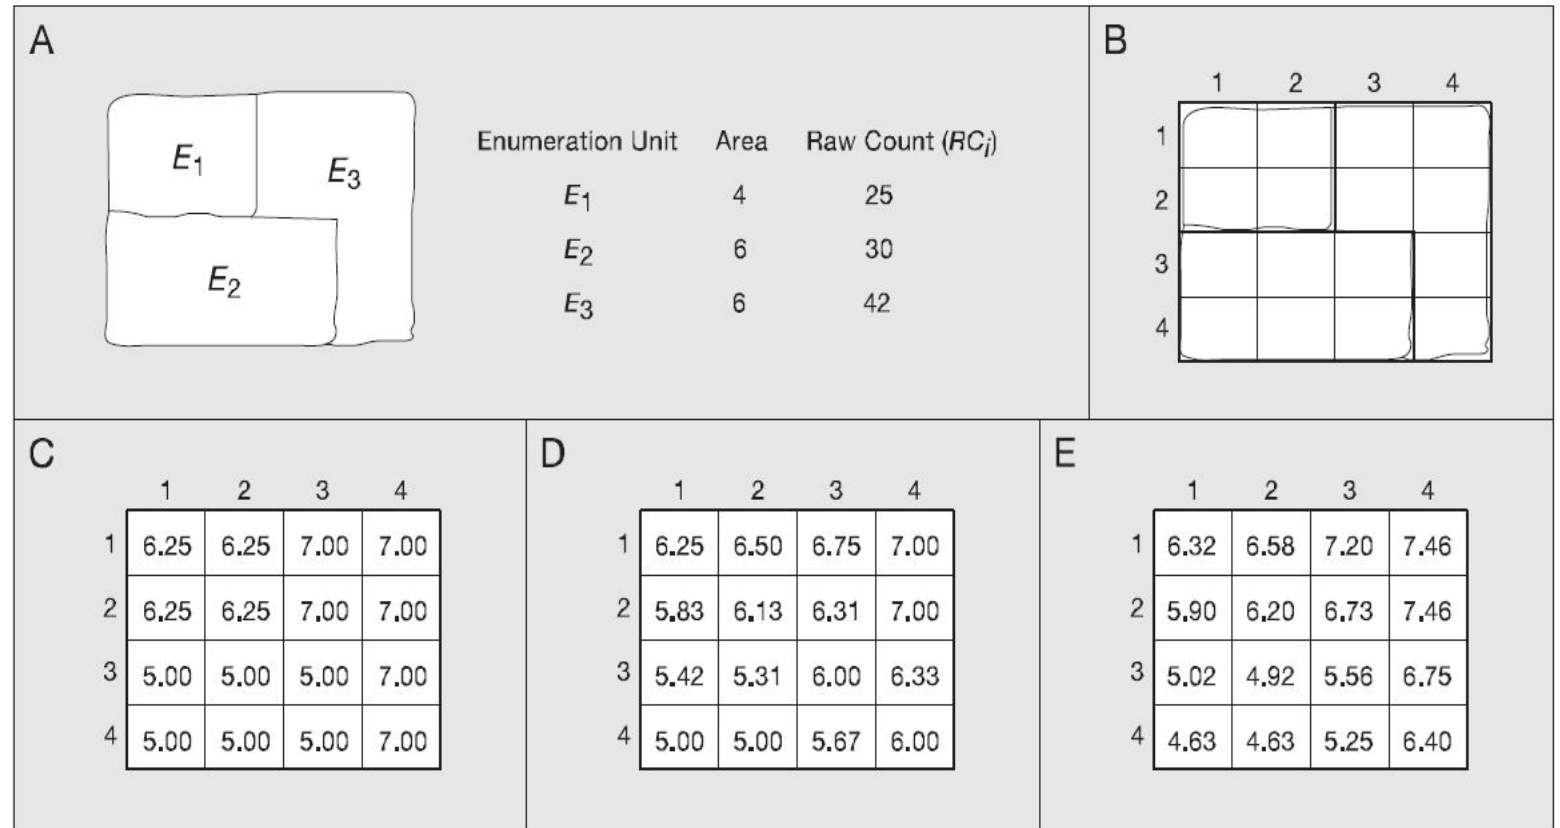 A
E1
E3
E2
Enumeration Unit Area Raw Count (RCi)
E1 4 25
E2 6 30
E3 6 42
B
1 2 3 4
1
2
3
4
C
1 2 3 4
1 6.25 6.25 7.00 7.00
2 6.25 6.25 7.00 7.00
3 5.00 5.00 5.00 7.00
4 5.00 5.00 5.00 7.00
D
1 2 3 4
1 6.25 6.50 6.75 7.00
2 5.83 6.13 6.31 7.00
3 5.42 5.31 6.00 6.33
4 5.00 5.00 5.67 6.00
E
1 2 3 4
1 6.32 6.58 7.20 7.46
2 5.90 6.20 6.73 7.46
3 5.02 4.92 5.56 6.75
4 4.63 4.63 5.25 6.40